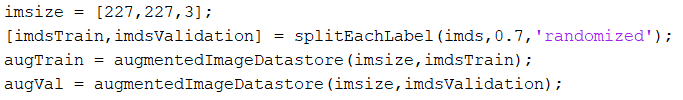 imsize = [227,227,3];
[imdsTrain,imdsValidation] = splitEachLabel(imds,0.7,'randomized');
augTrain = augmentedImageDatastore(imsize,imdsTrain);
augVal = augmentedImageDatastore(imsize,imdsValidation);